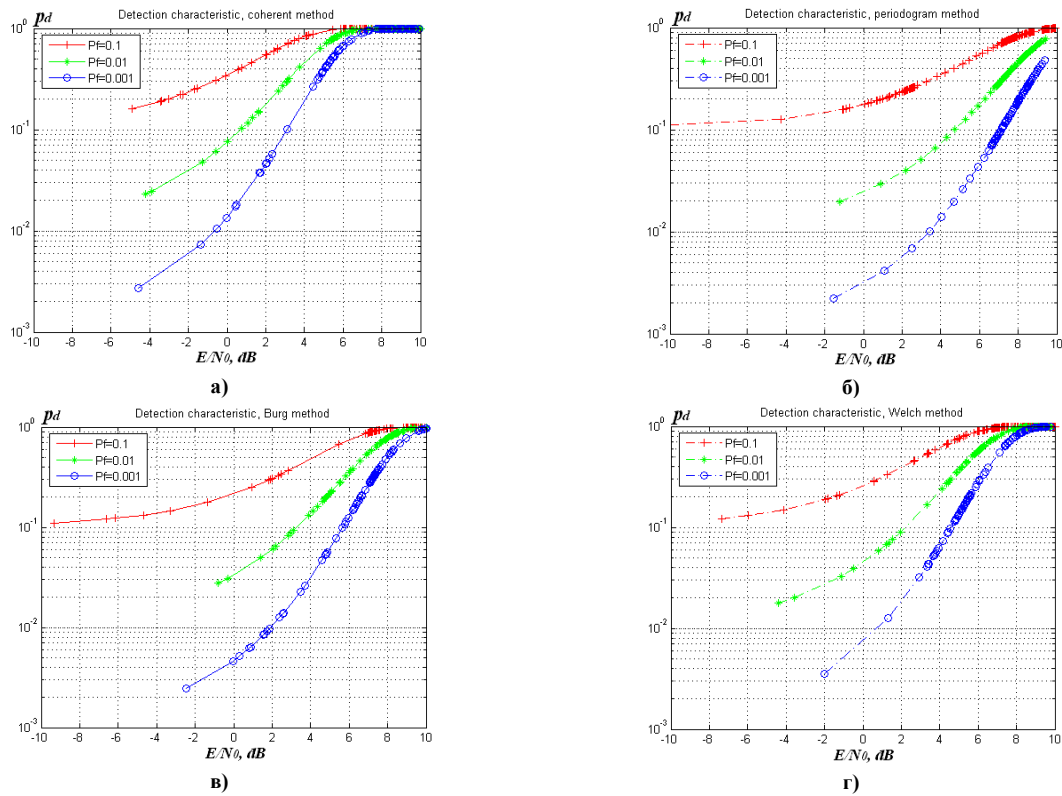 Detection characteristic, coherent method
pd
Pf=0.1
Pf=0.01
Pf=0.001
10^0
10^-1
10^-2
10^-3
-10 -8 -6 -4 -2 0 2 4 6 8 10
E/N0, dB
а)
Detection characteristic, periodogram method
pd
Pf=0.1
Pf=0.01
Pf=0.001
10^0
10^-1
10^-2
10^-3
-10 -8 -6 -4 -2 0 2 4 6 8 10
E/N0, dB
б)
Detection characteristic, Burg method
pd
Pf=0.1
Pf=0.01
Pf=0.001
10^0
10^-1
10^-2
10^-3
-10 -8 -6 -4 -2 0 2 4 6 8 10
E/N0, dB
в)
Detection characteristic, Welch method
pd
Pf=0.1
Pf=0.01
Pf=0.001
10^0
10^-1
10^-2
10^-3
-10 -8 -6 -4 -2 0 2 4 6 8 10
E/N0, dB
г)